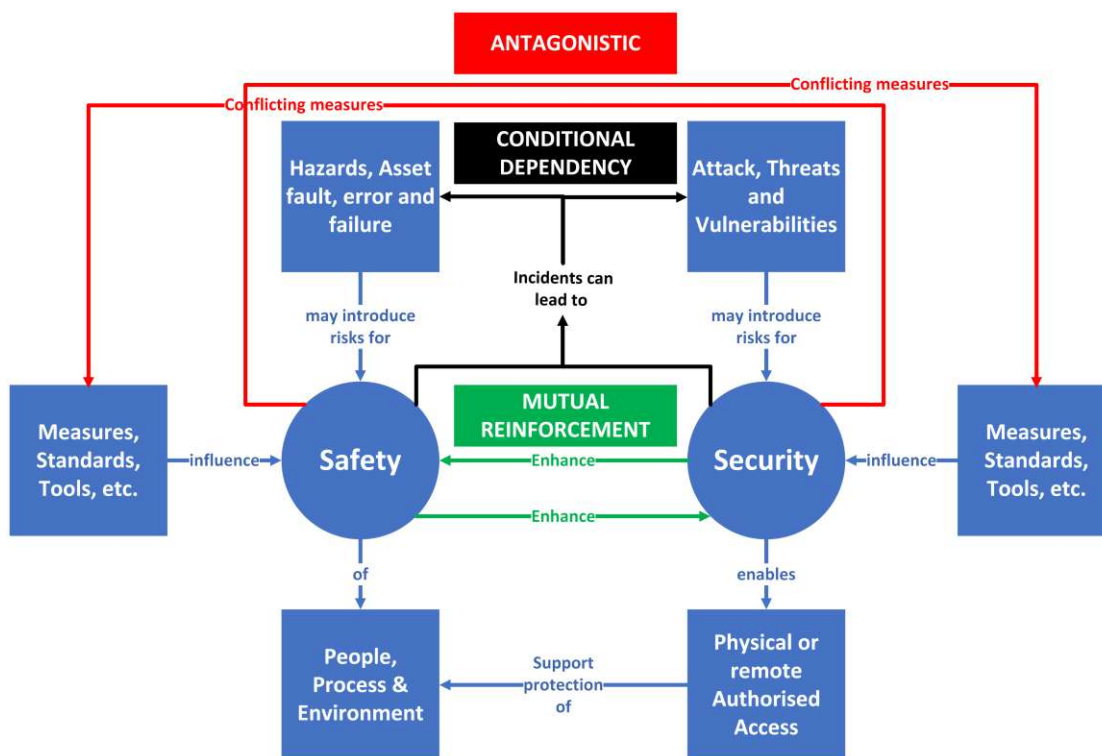 ANTAGONISTIC
Conflicting measures
Conflicting measures
Hazards, Asset
fault, error and
failure
CONDITIONAL
DEPENDENCY
Attack, Threats
and
Vulnerabilities
Incidents can
lead to
may introduce
risks for
may introduce
risks for
Measures,
Standards,
Tools, etc.
influence
Safety
MUTUAL
REINFORCEMENT
Enhance
Enhance
Security
influence
Measures,
Standards,
Tools, etc.
of
enables
People,
Process &
Environment
Support
protection
of
Physical or
remote
Authorised
Access